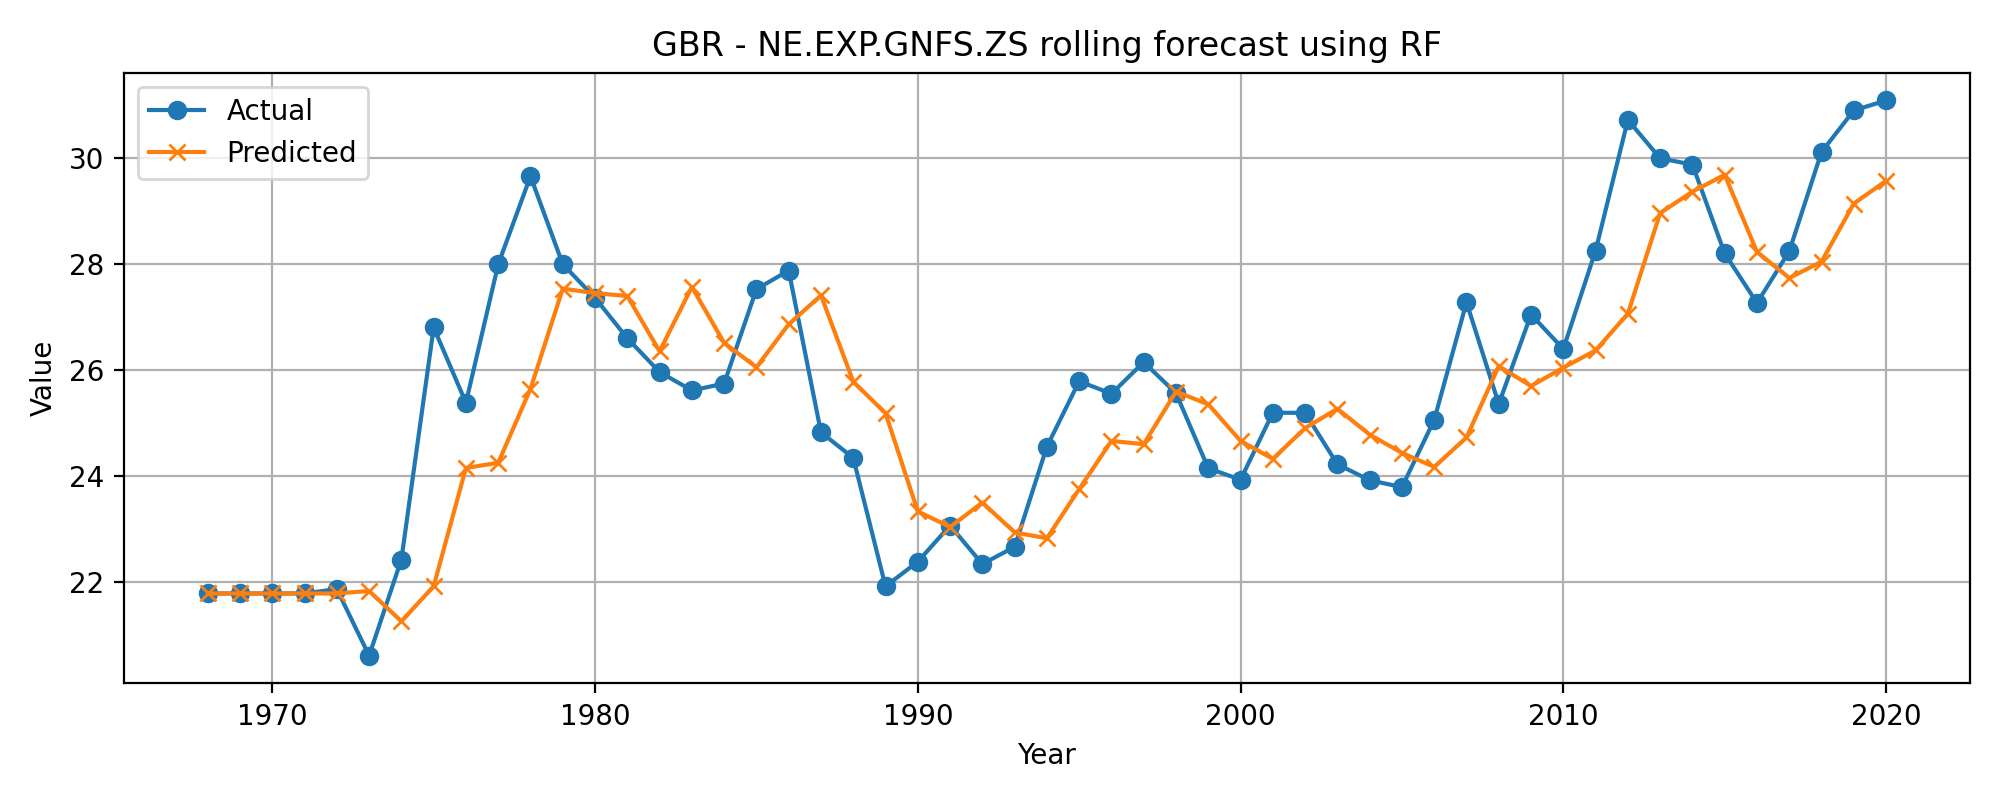 GBR - NE.EXP.GNFS.ZS rolling forecast using RF
Actual
Predicted
30
28
26
24
22
Value
1970 1980 1990 2000 2010 2020
Year